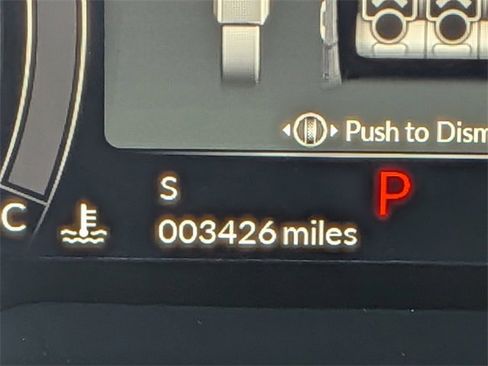 Push to Dism
S
P
003426 miles
C